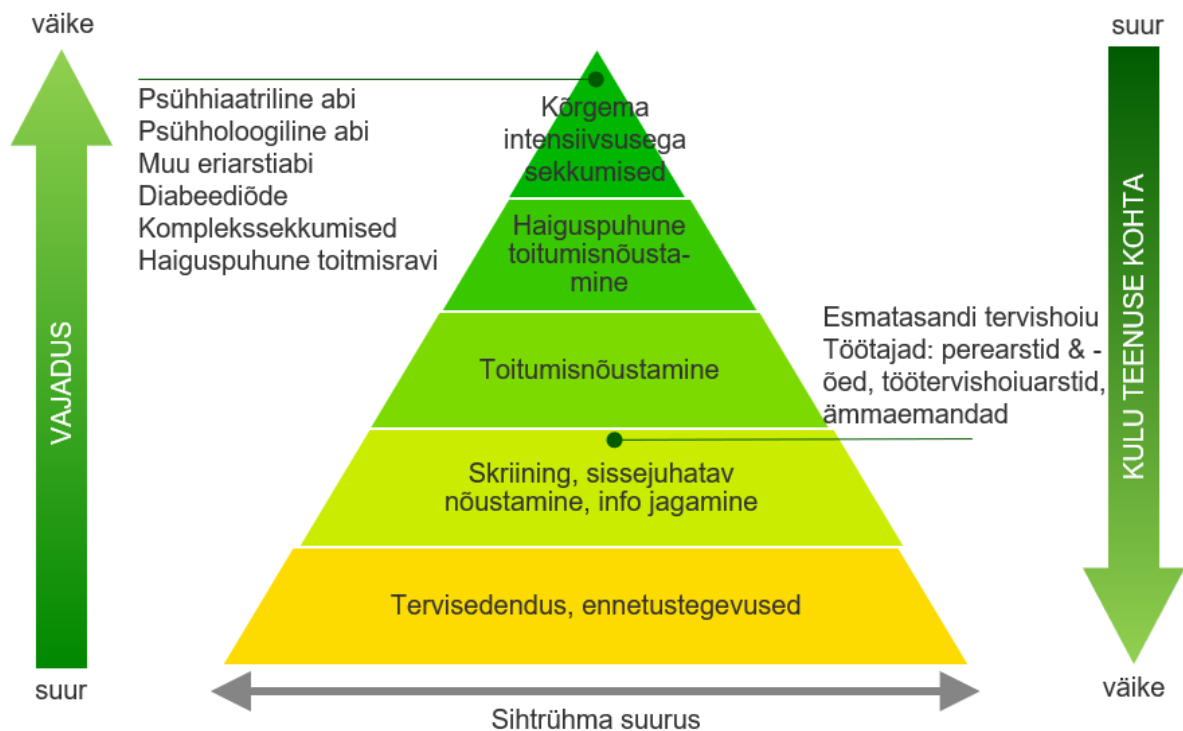 väike
suur
Psühhiaatriline abi
Psühholoogiline abi
Muu eriarstiabi
Diabeediõde
Komplekssekkumised
Haiguspuhune toitmisravi
Kõrgema
intensiivsusega
sekkumised
Haiguspuhune
toitumisnõusta-
mine
Esmatasandi tervishoiu
Töötajad: perearstid & -
õed, töötervishoiuarstid,
ämmaemandad
Toitumisnõustamine
VAJADUS
KULU TEENUSE KOHTA
Skriining, sissejuhatav
nõustamine, info jagamine
Tervisedendus, ennetustegevused
suur
väike
Sihtrühma suurus